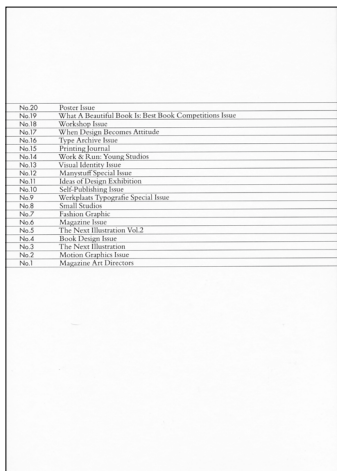 No.20 Poster Issue
No.19 What A Beautiful Book Is: Best Book Competitions Issue
No.18 Workshop Issue
No.17 When Design Becomes Attitude
No.16 Type Archive Issue
No.15 Printing Journal
No.14 Work & Run: Young Studios
No.13 Visual Identity Issue
No.12 Manystuff Special Issue
No.11 Ideas of Design Exhibition
No.10 Self-Publishing Issue
No.9 Werkplaats Typografie Special Issue
No.8 Small Studios
No.7 Fashion Graphic
No.6 Magazine Issue
No.5 The Next Illustration Vol.2
No.4 Book Design Issue
No.3 The Next Illustration
No.2 Motion Graphics Issue
No.1 Magazine Art Directors